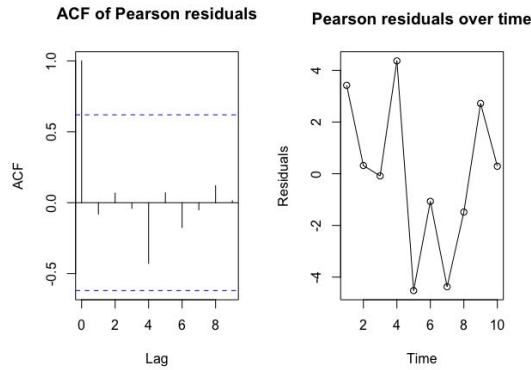 ACF of Pearson residuals
ACF
1.0
0.5
0.0
-0.5
0 2 4 6 8
Lag
Pearson residuals over time
Residuals
4
2
0
-2
-4
2 4 6 8 10
Time